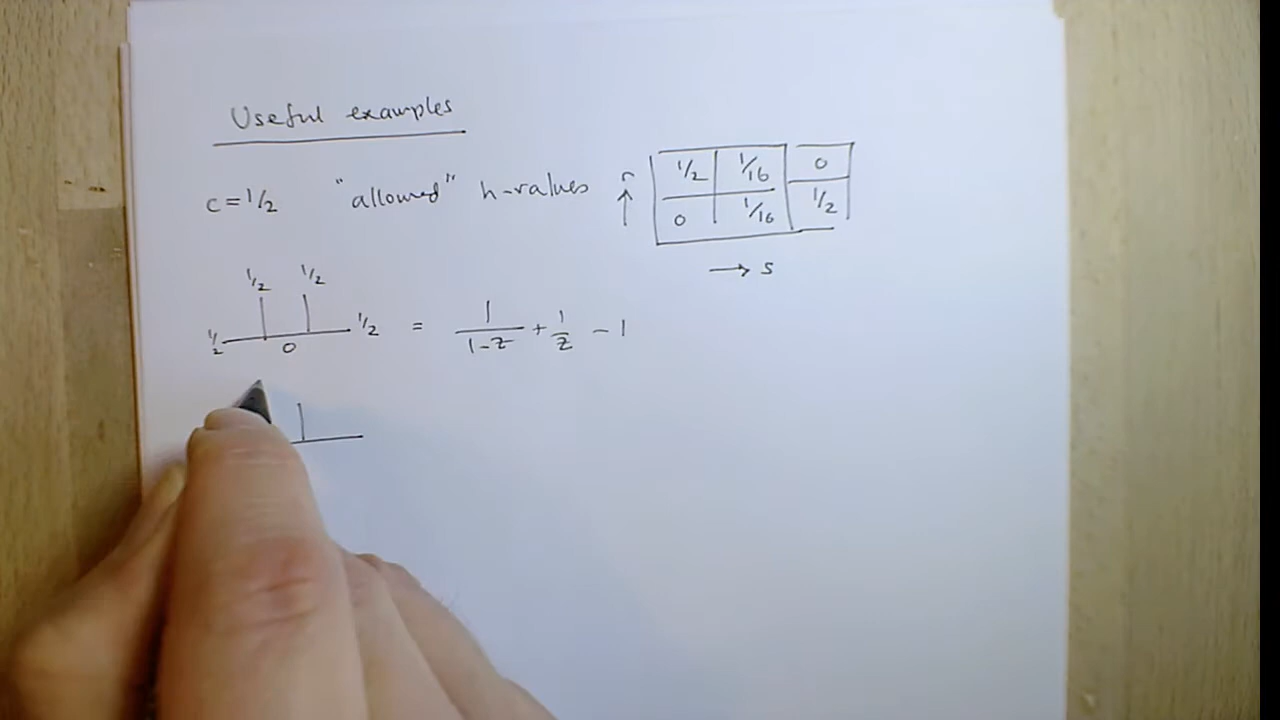 Useful examples
c = 1/2 "allowed" h-values r ↑ 1/2 1/16 0
0 1/16 1/2
→ s
1/2 1/2
1/2 0 1/2 = 1/(1-z) + 1/z - 1